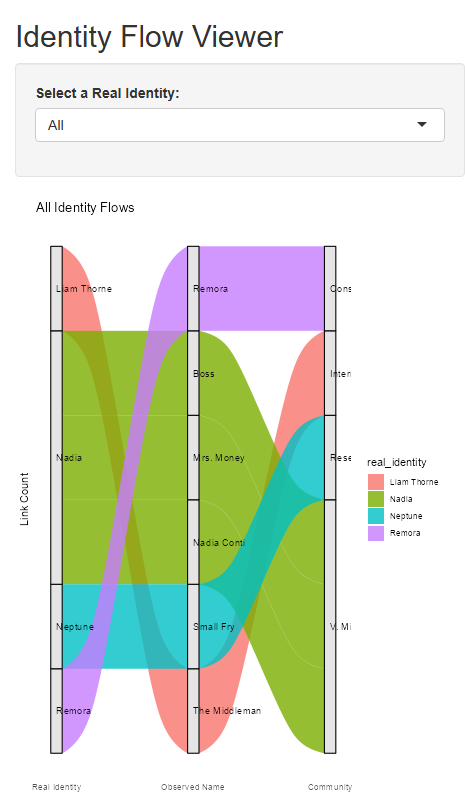 Identity Flow Viewer
Select a Real Identity:
All
All Identity Flows
Link Count
Liam Thorne
Nadia
Neptune
Remora
Remora
Boss
Mrs. Money
Nadia Conti
Small Fry
The Middleman
Cons
Inter
Rese
V. Mi
real_identity
Liam Thorne
Nadia
Neptune
Remora
Real Identity
Observed Name
Community